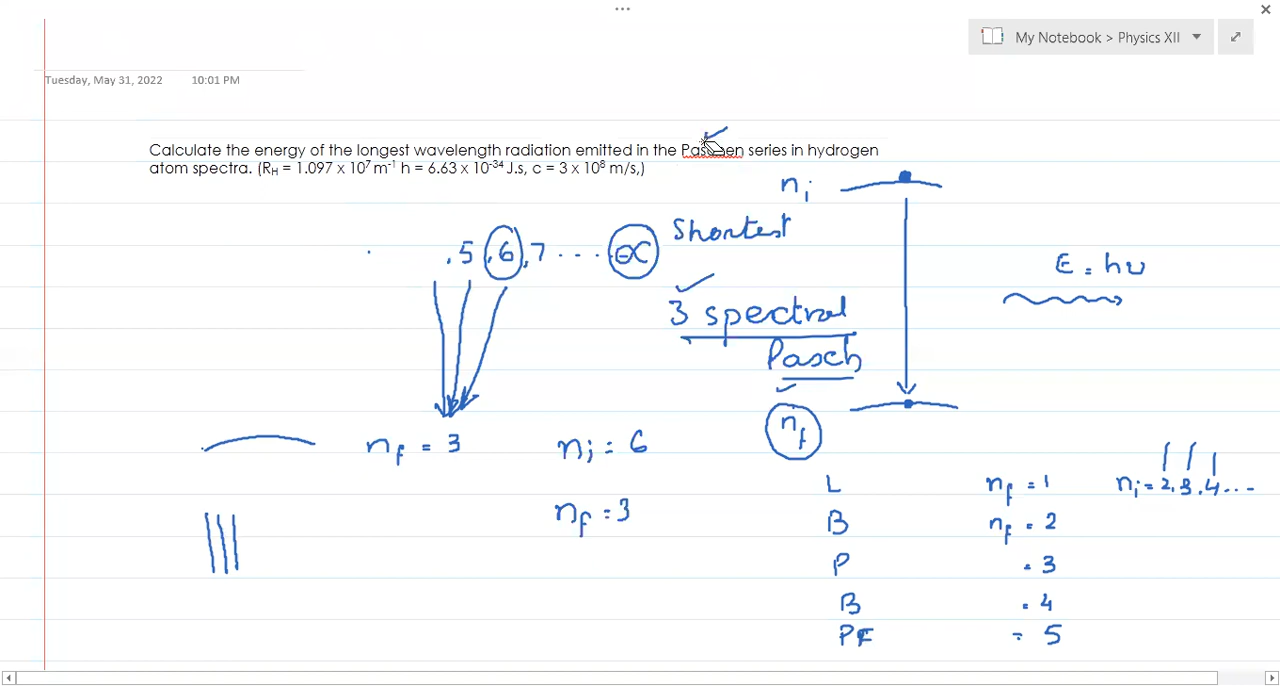 My Notebook > Physics XII
Tuesday, May 31, 2022 10:01 PM
Calculate the energy of the longest wavelength radiation emitted in the Paschen series in hydrogen
atom spectra. (RH = 1.097 x 10⁷ m⁻¹ h = 6.63 x 10⁻³⁴ J.s, c = 3 x 10⁸ m/s,)
ni
.5, 6, 7 ... ∞ Shortest
E = hυ
3 spectral
Pasch
nf
nf = 3 ni = 6
nf = 3
L nf = 1 ni = 2, 3, 4...
B nf = 2
P = 3
B = 4
PF = 5